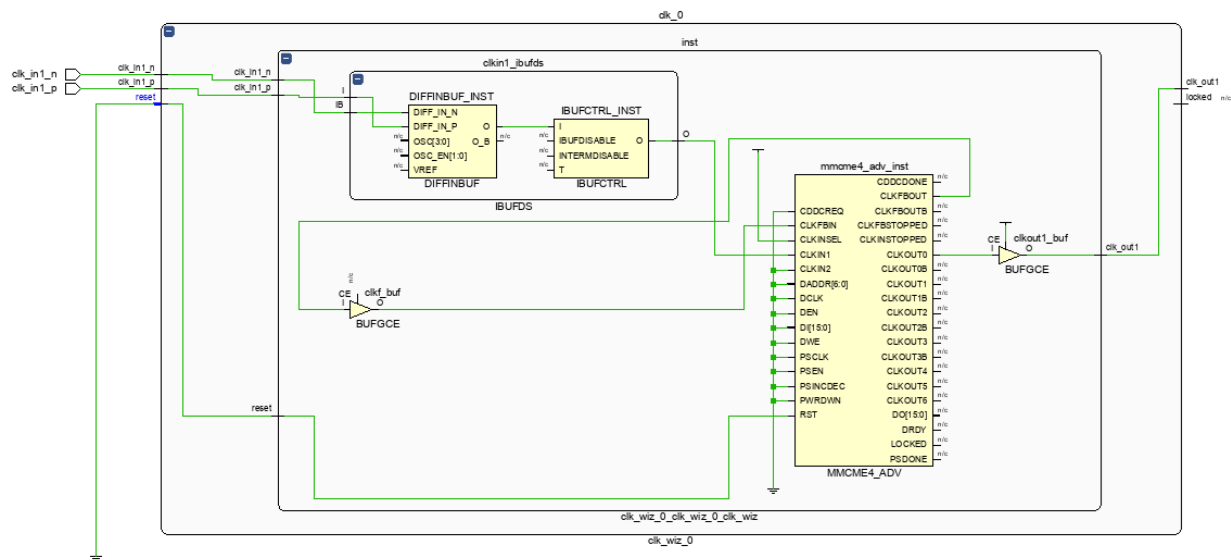 clk_0
inst
clkin1_ibufds
clk_in1_n
clk_in1_p
clk_in1_n
clk_in1_p
reset
clk_in1_n
clk_in1_p
I
IB
DIFFINBUF_INST
DIFF_IN_N
DIFF_IN_P
OSC[3:0]
OSC_EN[1:0]
VREF
O
O_B
n/c
n/c
n/c
n/c
DIFFINBUF
IBUFCTRL_INST
I
IBUFDISABLE
INTERMDISABLE
T
O
n/c
n/c
n/c
IBUFCTRL
O
IBUFDS
n/c
CE
I
clkf_buf
O
BUFGCE
reset
mmcme4_adv_inst
CDDCREQ
CLKFBIN
CLKINSEL
CLKIN1
CLKIN2
DADDR[6:0]
DCLK
DEN
DI[15:0]
DWE
PSCLK
PSEN
PSINCDEC
PWRDWN
RST
CDDCDONE n/c
CLKFBOUT
CLKFBOUTB n/c
CLKFBSTOPPED n/c
CLKINSTOPPED n/c
CLKOUT0
CLKOUT0B n/c
CLKOUT1 n/c
CLKOUT1B n/c
CLKOUT2 n/c
CLKOUT2B n/c
CLKOUT3 n/c
CLKOUT3B n/c
CLKOUT4 n/c
CLKOUT5 n/c
CLKOUT6 n/c
DO[15:0] n/c
DRDY n/c
LOCKED n/c
PSDONE n/c
MMCME4_ADV
CE
I
clkout1_buf
O
BUFGCE
clk_out1
clk_out1
locked n/c
clk_wiz_0_clk_wiz_0_clk_wiz
clk_wiz_0